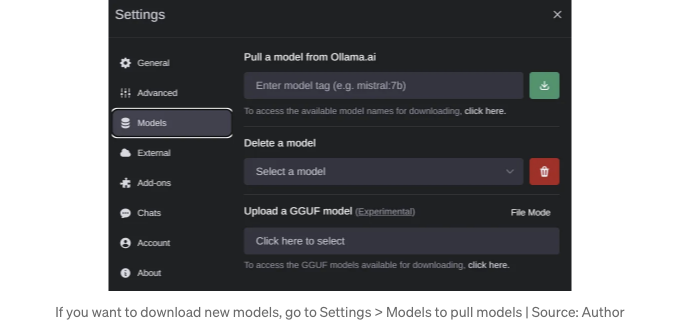 Settings
General
Advanced
Models
External
Add-ons
Chats
Account
About
Pull a model from Ollama.ai
Enter model tag (e.g. mistral:7b)
To access the available model names for downloading, click here.
Delete a model
Select a model
Upload a GGUF model (Experimental)
File Mode
Click here to select
To access the GGUF models available for downloading, click here.
If you want to download new models, go to Settings > Models to pull models | Source: Author